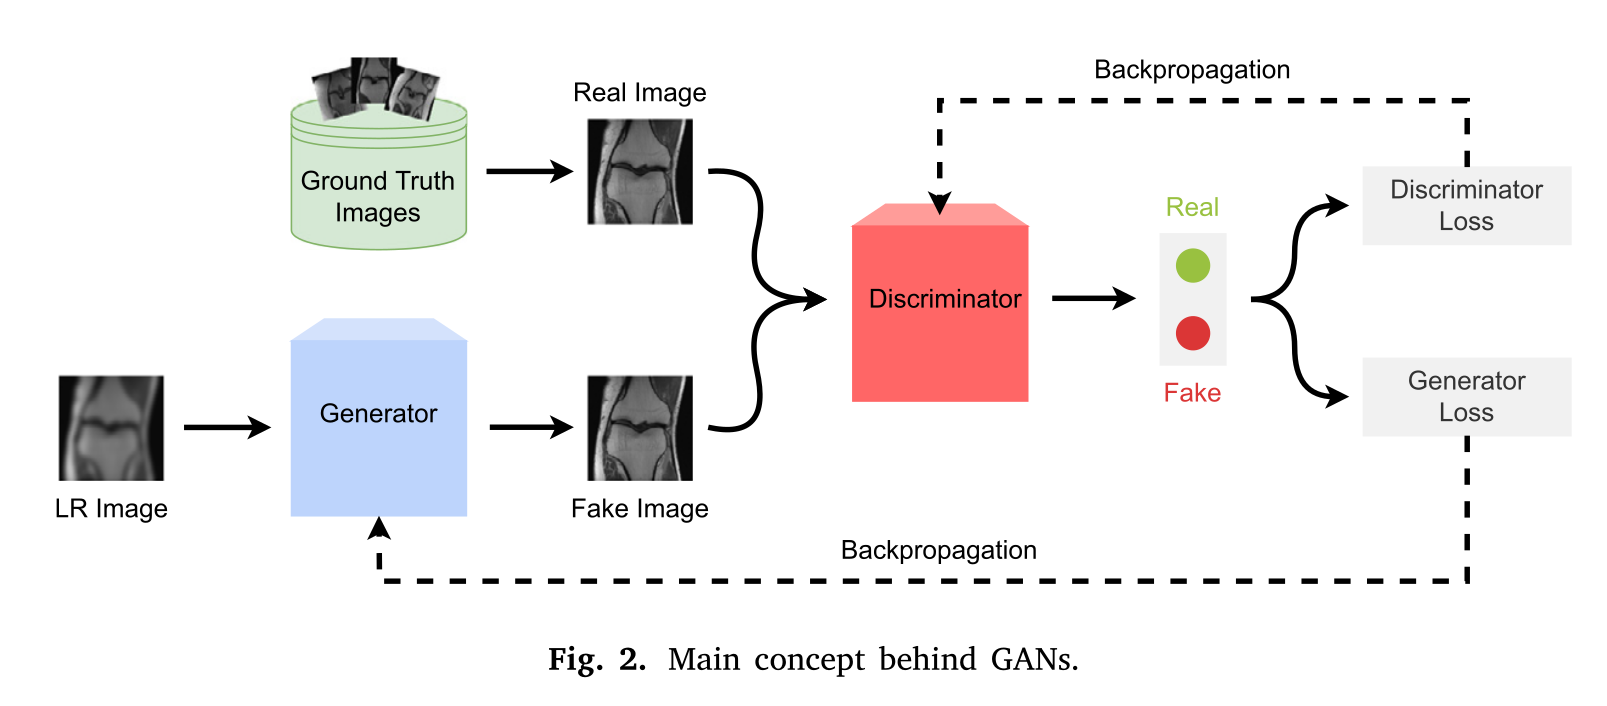 Backpropagation
Real Image
Ground Truth
Images
Discriminator
Loss
Real
Discriminator
Fake
Generator
Loss
Generator
LR Image
Fake Image
Backpropagation
Fig. 2. Main concept behind GANs.